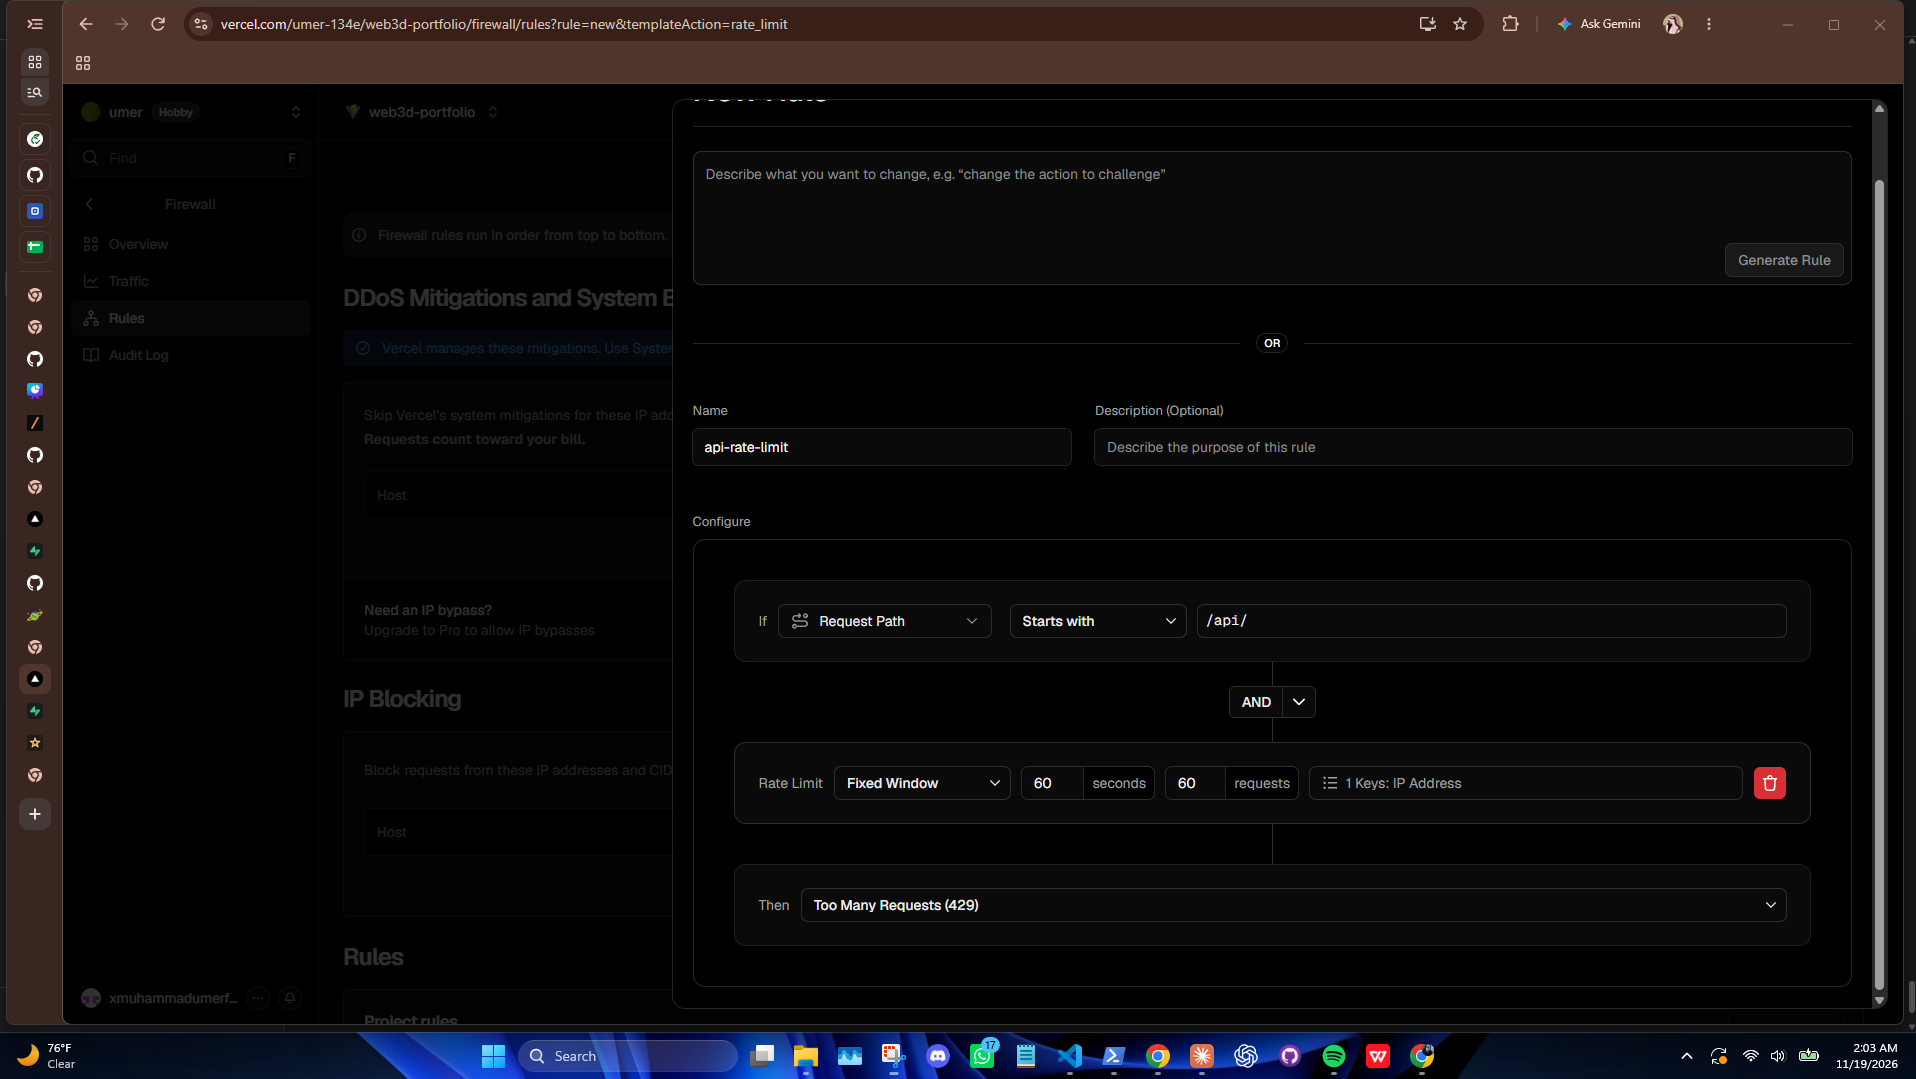 vercel.com/umer-134e/web3d-portfolio/firewall/rules?rule=new&templateAction=rate_limit
Ask Gemini
umer
Hobby
web3d-portfolio
Find
F
Firewall
Overview
Traffic
Rules
Audit Log
Firewall rules run in order from top to bottom.
DDoS Mitigations and System B
Vercel manages these mitigations. Use Syster
Skip Vercel's system mitigations for these IP add
Requests count toward your bill.
Host
Need an IP bypass?
Upgrade to Pro to allow IP bypasses
IP Blocking
Block requests from these IP addresses and CID
Host
Rules
Project rules
xmuhammadumerf...
New Rule
Describe what you want to change, e.g. “change the action to challenge”
Generate Rule
OR
Name
Description (Optional)
api-rate-limit
Describe the purpose of this rule
Configure
If
Request Path
Starts with
/api/
AND
Rate Limit
Fixed Window
60
seconds
60
requests
1 Keys: IP Address
Then
Too Many Requests (429)
76°F
Clear
Search
17
2:03 AM
11/19/2026